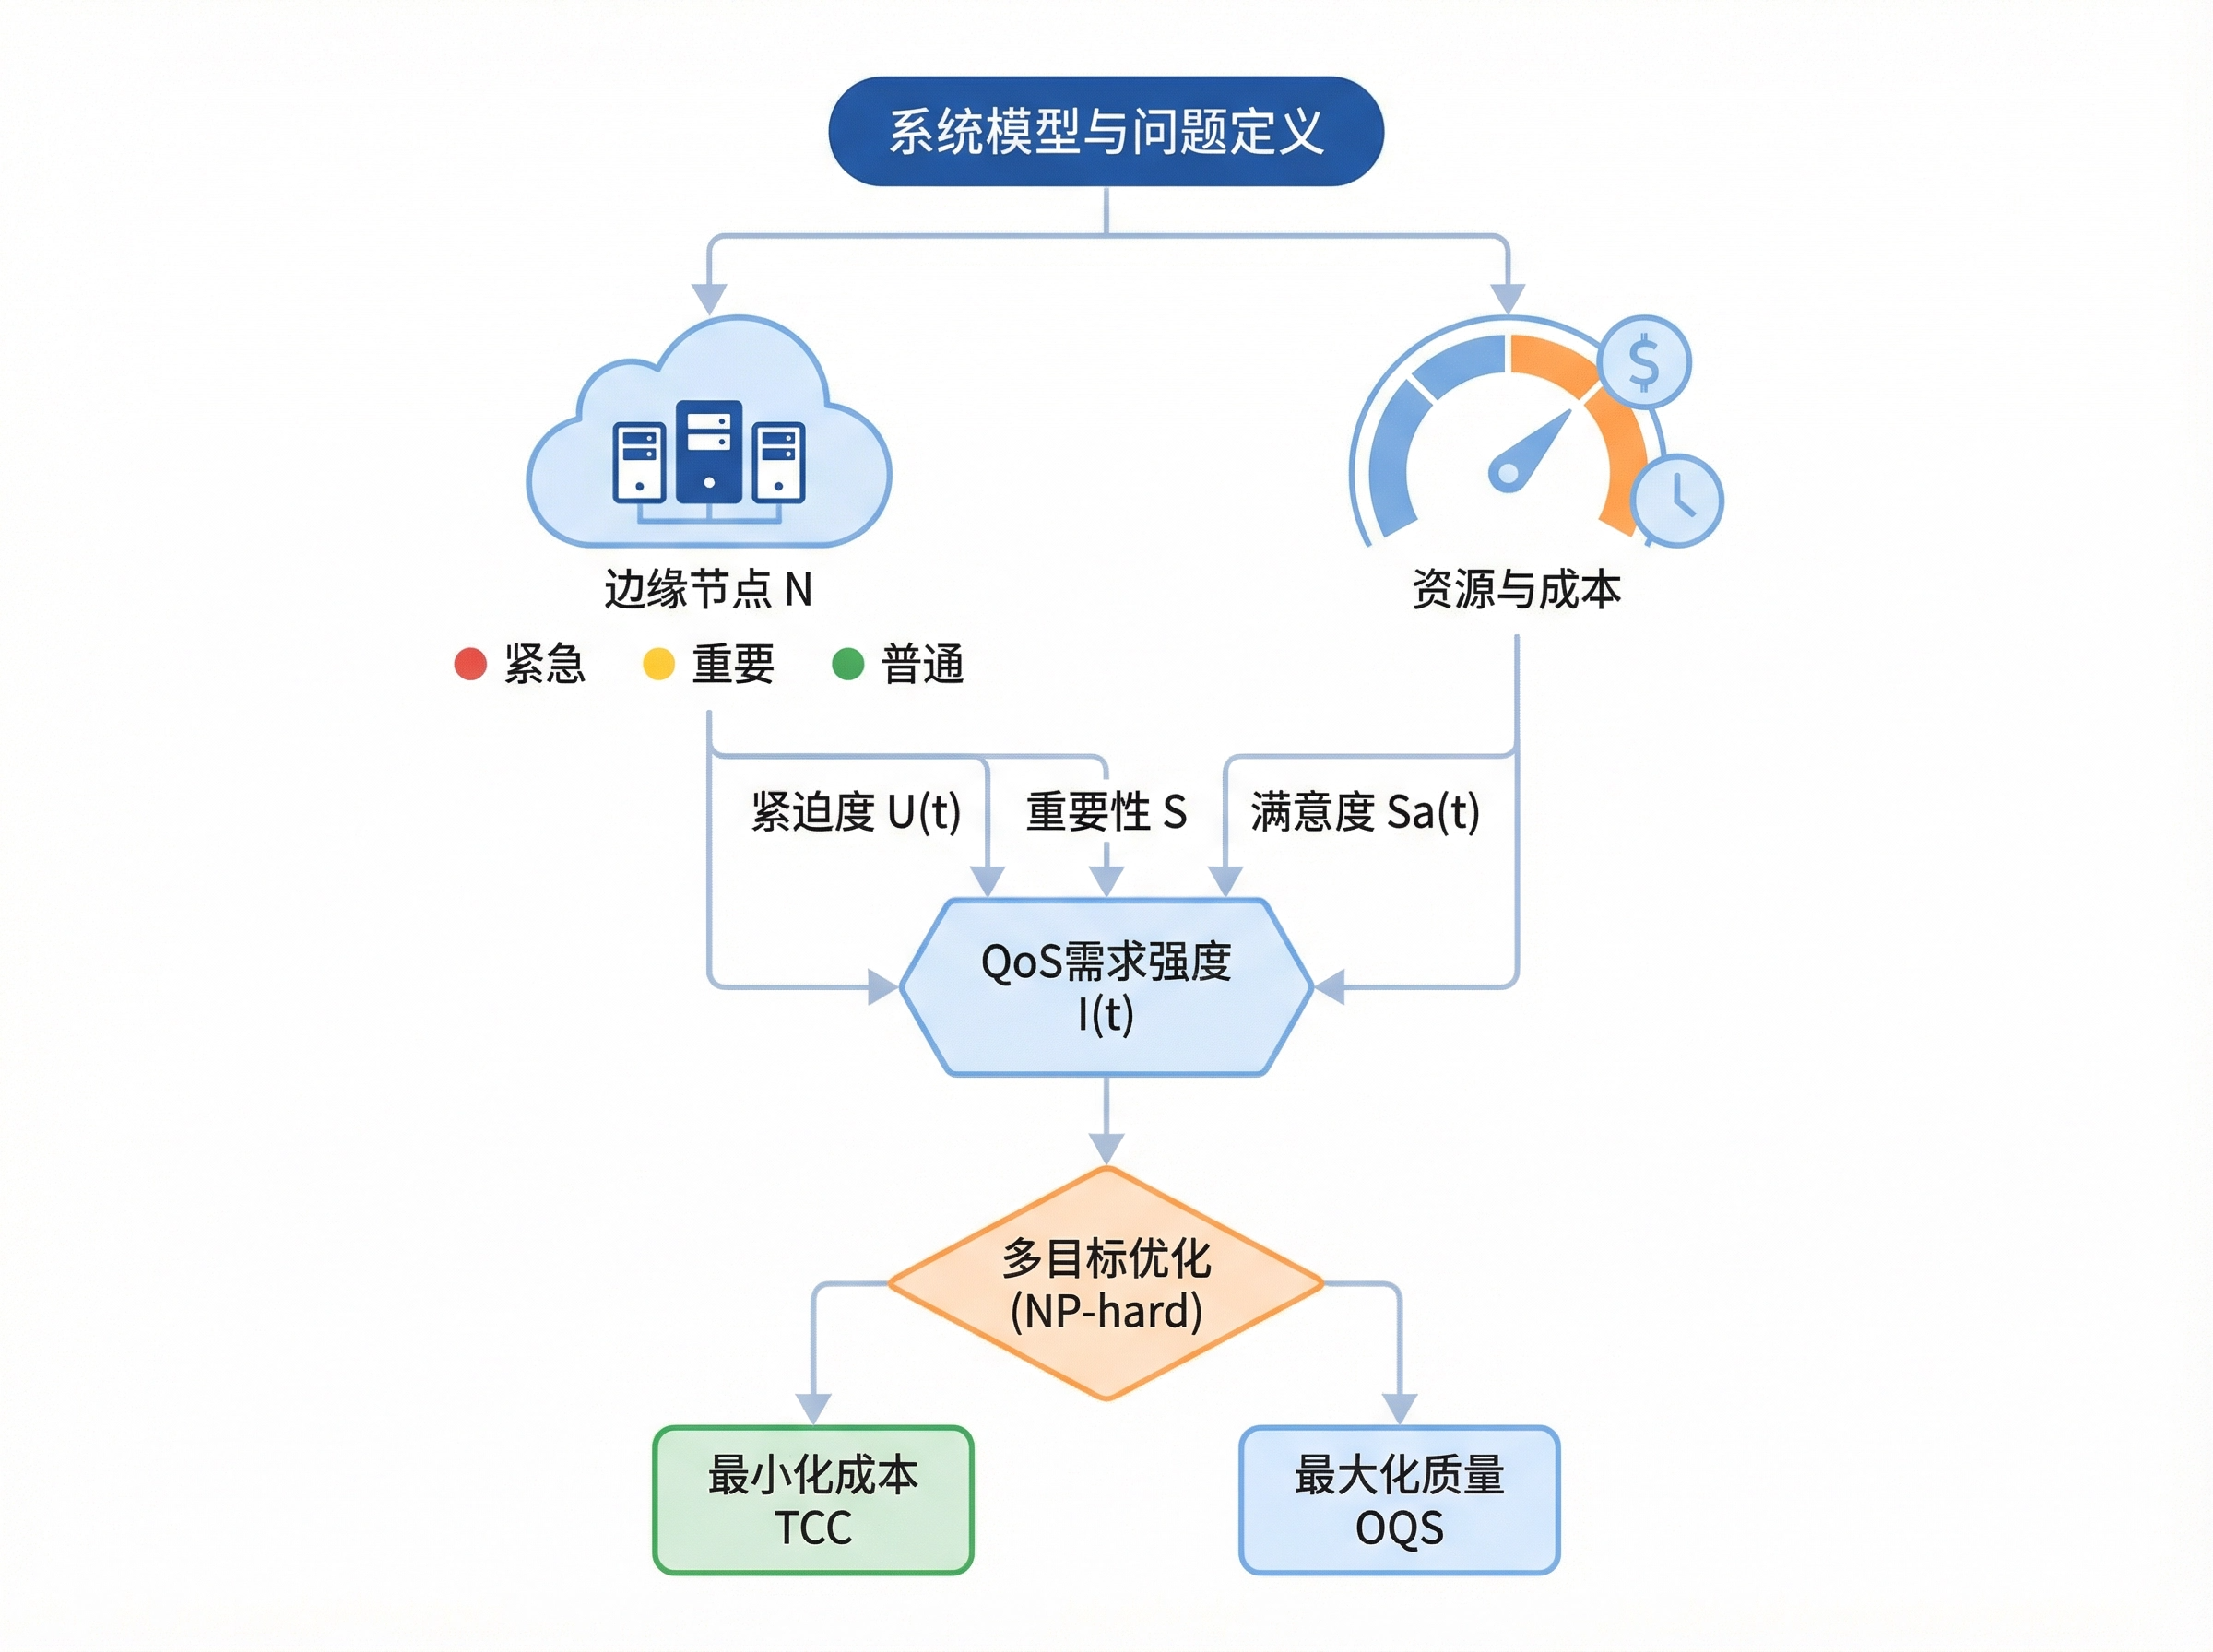 系统模型与问题定义
$
边缘节点 N
资源与成本
紧急
重要
普通
紧迫度 U(t)
重要性 S
满意度 Sa(t)
QoS需求强度
I(t)
多目标优化
(NP-hard)
最小化成本
TCC
最大化质量
OQS